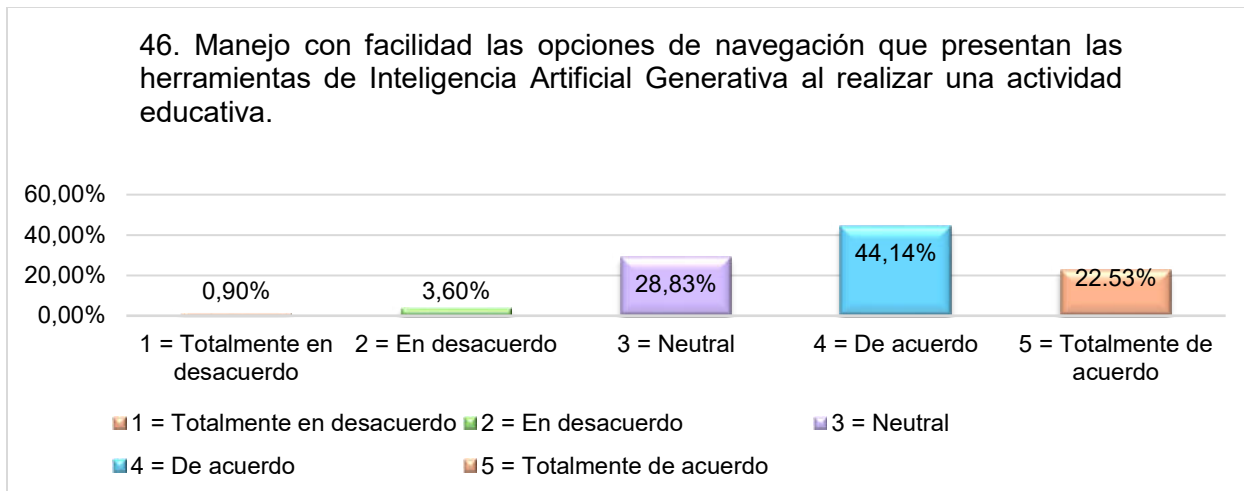 46. Manejo con facilidad las opciones de navegación que presentan las
herramientas de Inteligencia Artificial Generativa al realizar una actividad
educativa.
60,00%
40,00%
20,00%
0,00%
0,90%
3,60%
28,83%
44,14%
22.53%
1 = Totalmente en
desacuerdo
2 = En desacuerdo
3 = Neutral
4 = De acuerdo
5 = Totalmente de
acuerdo
1 = Totalmente en desacuerdo
2 = En desacuerdo
3 = Neutral
4 = De acuerdo
5 = Totalmente de acuerdo